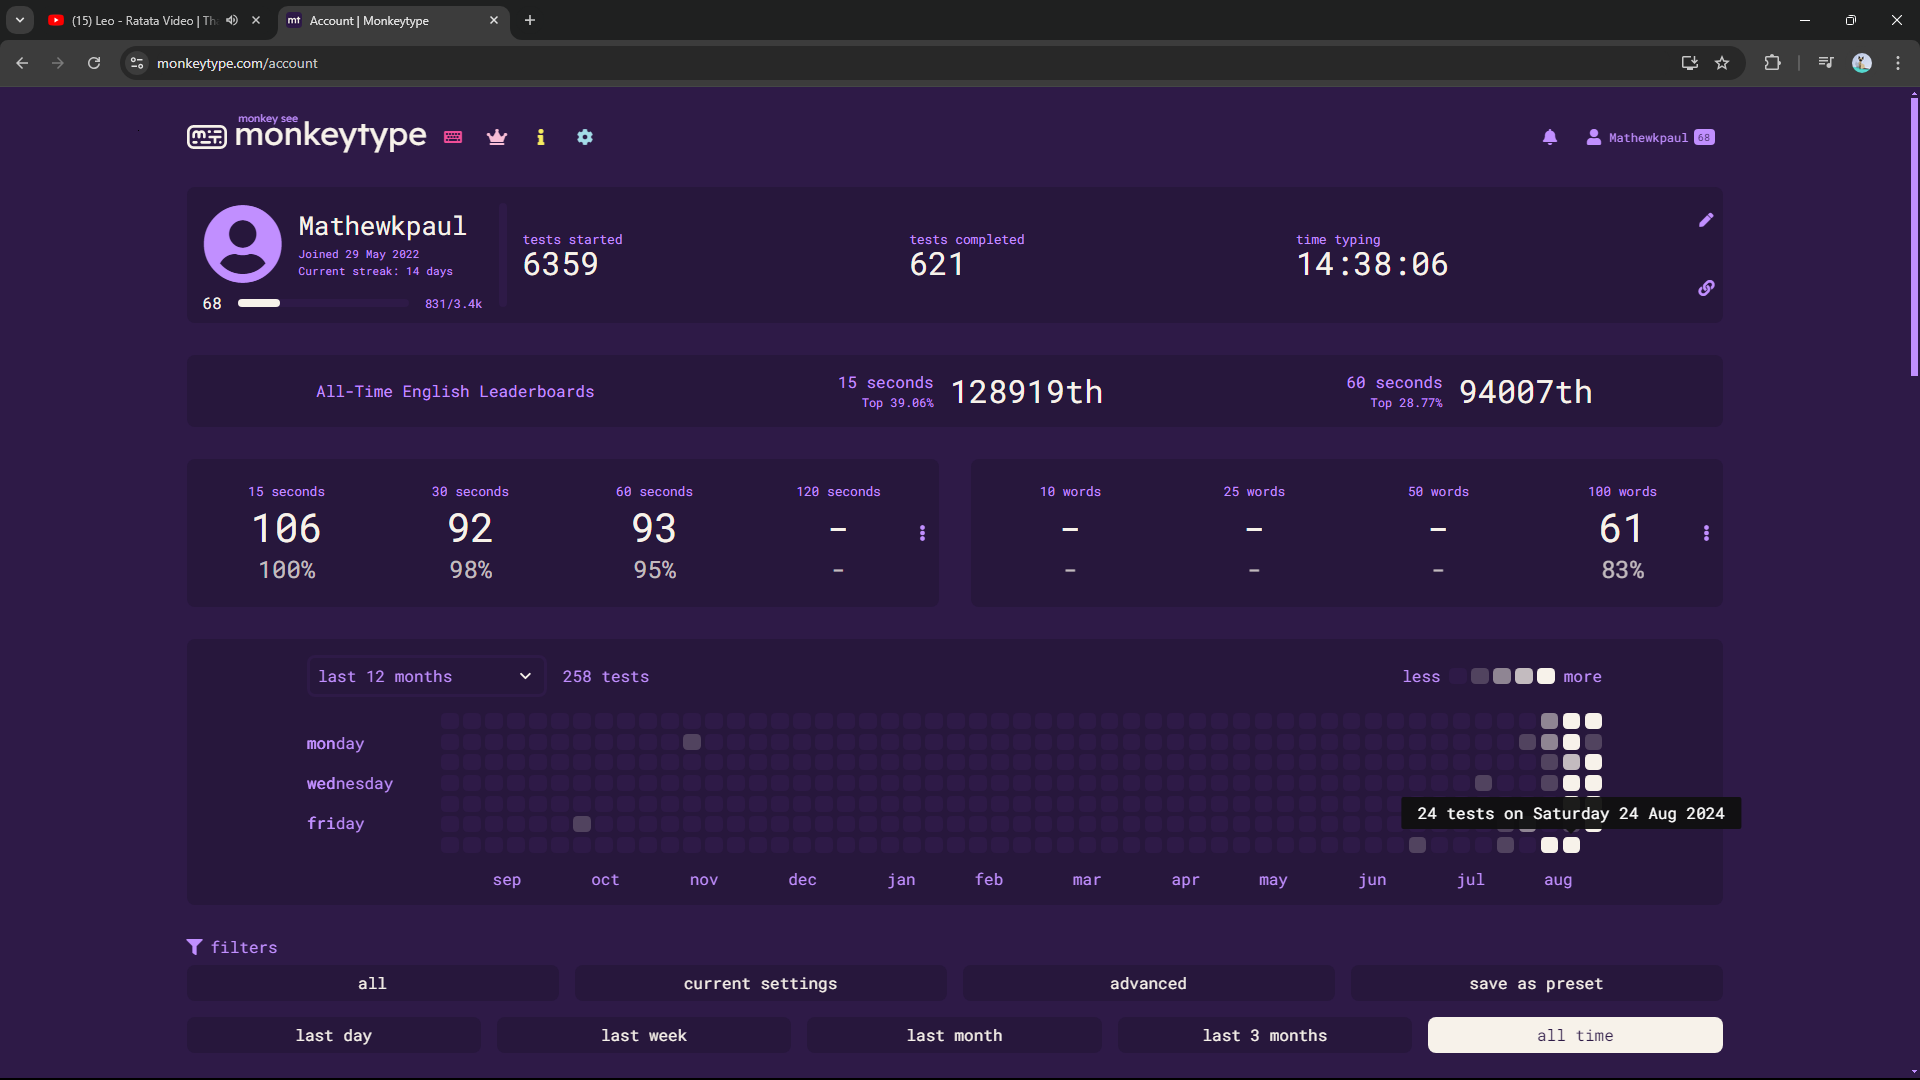 (15) Leo - Ratata Video | Tha
Account | Monkeytype
monkeytype.com/account
monkey see
monkeytype
Mathewkpaul 68
Mathewkpaul
Joined 29 May 2022
Current streak: 14 days
68 831/3.4k
tests started
6359
tests completed
621
time typing
14:38:06
All-Time English Leaderboards
15 seconds
Top 39.06%
128919th
60 seconds
Top 28.77%
94007th
15 seconds
106
100%
30 seconds
92
98%
60 seconds
93
95%
120 seconds
-
-
10 words
-
-
25 words
-
-
50 words
-
-
100 words
61
83%
last 12 months 258 tests
less more
monday
wednesday
friday
24 tests on Saturday 24 Aug 2024
sep oct nov dec jan feb mar apr may jun jul aug
filters
all current settings advanced save as preset
last day last week last month last 3 months all time